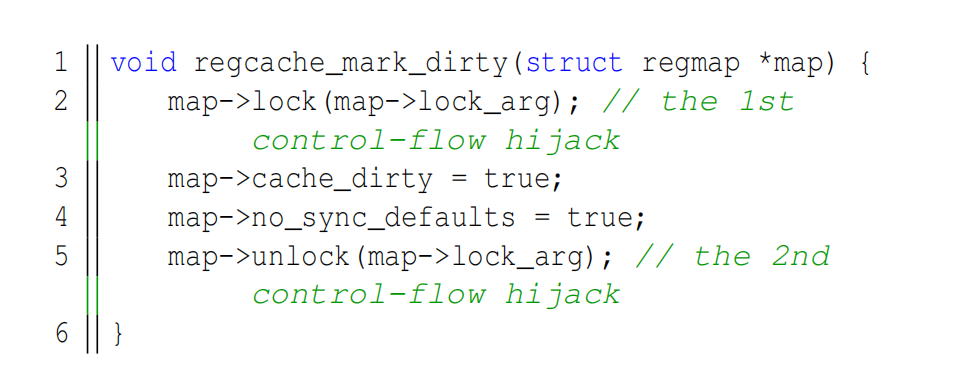 1 void regcache_mark_dirty(struct regmap *map) {
2 map->lock(map->lock_arg); // the 1st
control-flow hijack
3 map->cache_dirty = true;
4 map->no_sync_defaults = true;
5 map->unlock(map->lock_arg); // the 2nd
control-flow hijack
6 }